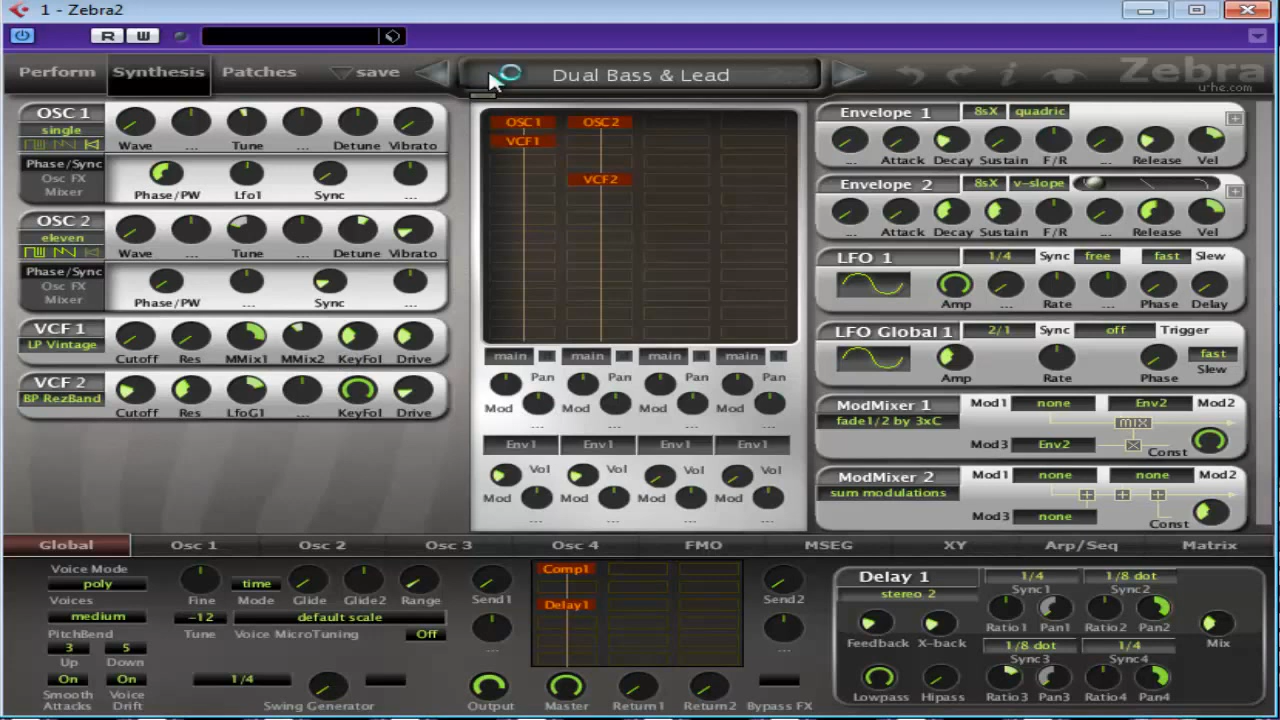 1 - Zebra2
R W
Perform Synthesis Patches save Dual Bass & Lead Zebra
u-he.com
OSC 1
single
Wave ... Tune ... Detune Vibrato
Phase/Sync
Osc FX
Mixer
Phase/PW Lfo1 Sync ...
OSC 2
eleven
Wave ... Tune ... Detune Vibrato
Phase/Sync
Osc FX
Mixer
Phase/PW ... Sync ...
VCF 1
LP Vintage
Cutoff Res MMix1 MMix2 KeyFol Drive
VCF 2
BP RezBand
Cutoff Res LfoG1 ... KeyFol Drive
OSC1 OSC2
VCF1
VCF2
main main main main
Pan Pan Pan Pan
Mod Mod Mod Mod
... ... ... ...
Env1 Env1 Env1 Env1
Vol Vol Vol Vol
Mod Mod Mod Mod
... ... ... ...
Envelope 1 8sX quadric
... Attack Decay Sustain F/R ... Release Vel
Envelope 2 8sX v-slope
... Attack Decay Sustain F/R ... Release Vel
LFO 1 1/4 Sync free fast Slew
Amp ... Rate ... Phase Delay
LFO Global 1 2/1 Sync off Trigger
fast
Slew
Amp Rate Phase
ModMixer 1 Mod1 none Env2 Mod2
fade1/2 by 3xC MIX
Mod3 Env2 Const
ModMixer 2 Mod1 none none Mod2
sum modulations
Mod3 none Const
Global Osc 1 Osc 2 Osc 3 Osc 4 FMO MSEG XY Arp/Seq Matrix
Voice Mode
poly
Voices
medium
PitchBend
3 5
Up Down
On On
Smooth Attacks Voice Drift
time
Fine Mode Glide Glide2 Range
-12 default scale
Tune Voice MicroTuning Off
1/4
Swing Generator
Send1
...
Comp1
Delay1
Send2
...
Output Master Return1 Return2 Bypass FX
Delay 1
stereo 2
1/4 1/8 dot
Sync1 Sync2
Feedback X-back Ratio1 Pan1 Ratio2 Pan2 Mix
1/8 dot 1/4
Sync3 Sync4
Lowpass Hipass Ratio3 Pan3 Ratio4 Pan4